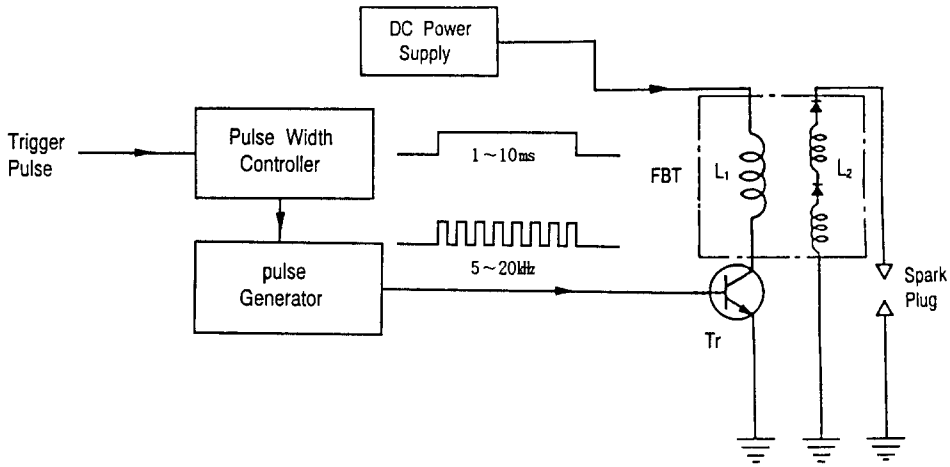 DC Power
Supply
Trigger
Pulse
Pulse Width
Controller
1～10ms
FBT
L₁
L₂
pulse
Generator
5～20kHz
Tr
Spark
Plug